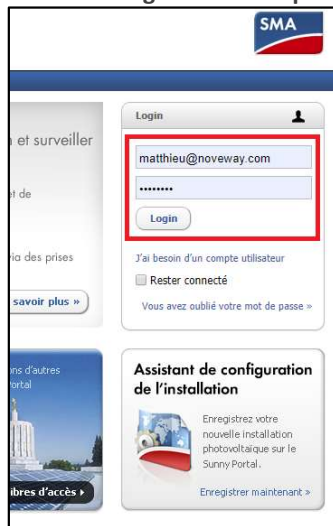 SMA
Login
n et surveiller
matthieu@noveway.com
et de
••••••••
Login
via des prises
J'ai besoin d'un compte utilisateur
Rester connecté
savoir plus »
Vous avez oublié votre mot de passe »
ons d'autres
Portal
Assistant de configuration
de l'installation
Enregistrez votre
nouvelle installation
photovoltaïque sur le
Sunny Portal.
ibres d'accès
Enregistrer maintenant »